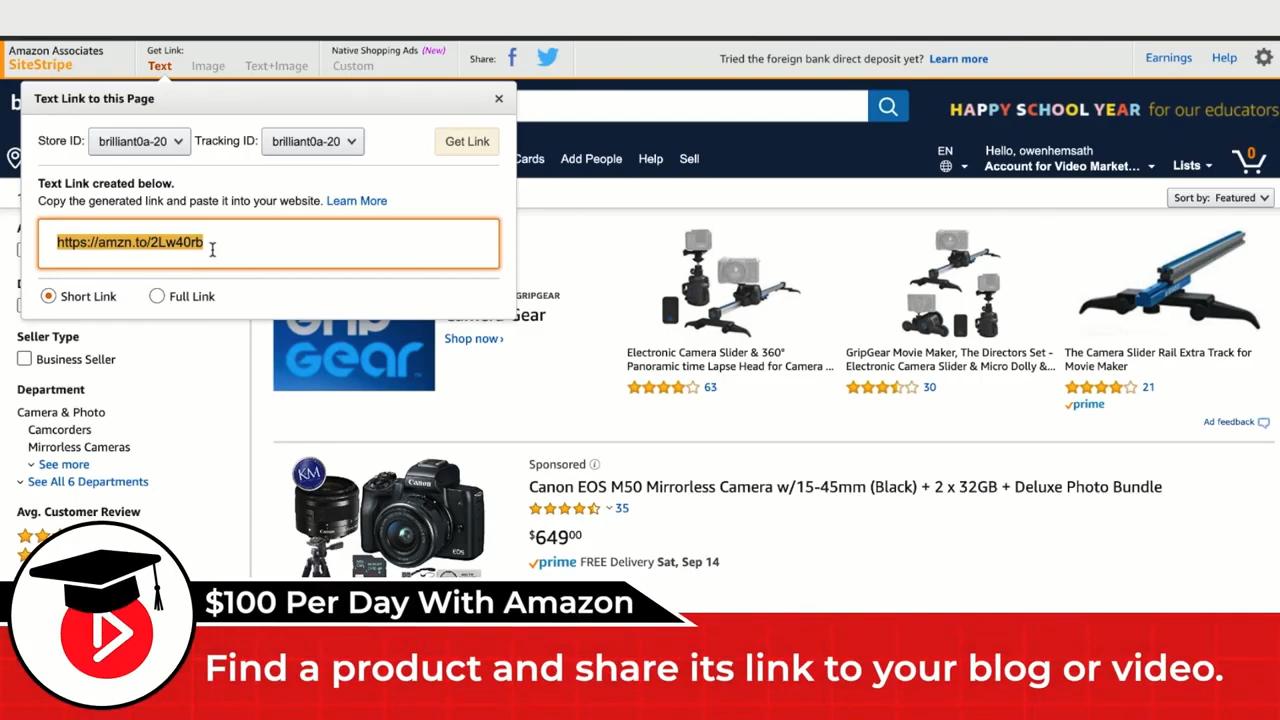 Amazon Associates
SiteStripe
Get Link:
Text Image Text+Image
Native Shopping Ads (New)
Custom
Share:
Tried the foreign bank direct deposit yet? Learn more
Earnings Help
Text Link to this Page
Store ID: brilliant0a-20 Tracking ID: brilliant0a-20 Get Link
Text Link created below.
Copy the generated link and paste it into your website. Learn More
https://amzn.to/2Lw40rb
Short Link Full Link
HAPPY SCHOOL YEAR for our educators
Cards Add People Help Sell
EN
Hello, owenhemsath
Account for Video Market...
Lists
0
Sort by: Featured
Seller Type
Business Seller
Department
Camera & Photo
Camcorders
Mirrorless Cameras
See more
See All 6 Departments
Avg. Customer Review
GEAR
GRIPGEAR
Gear
Shop now›
Electronic Camera Slider & 360°
Panoramic time Lapse Head for Camera ...
63
GripGear Movie Maker, The Directors Set -
Electronic Camera Slider & Micro Dolly &...
30
The Camera Slider Rail Extra Track for
Movie Maker
21
prime
Ad feedback
KM
Canon
EOS
Sponsored
Canon EOS M50 Mirrorless Camera w/15-45mm (Black) + 2 x 32GB + Deluxe Photo Bundle
35
$64900
prime FREE Delivery Sat, Sep 14
$100 Per Day With Amazon
Find a product and share its link to your blog or video.